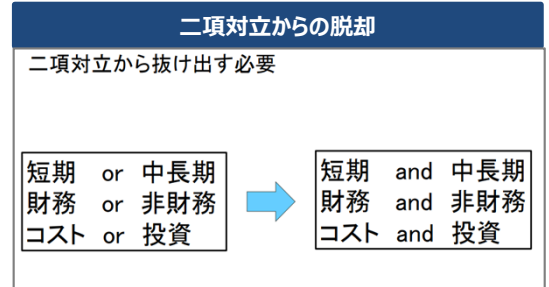 二項対立からの脱却
二項対立から抜け出す必要
短期 or 中長期
財務 or 非財務
コスト or 投資
短期 and 中長期
財務 and 非財務
コスト and 投資